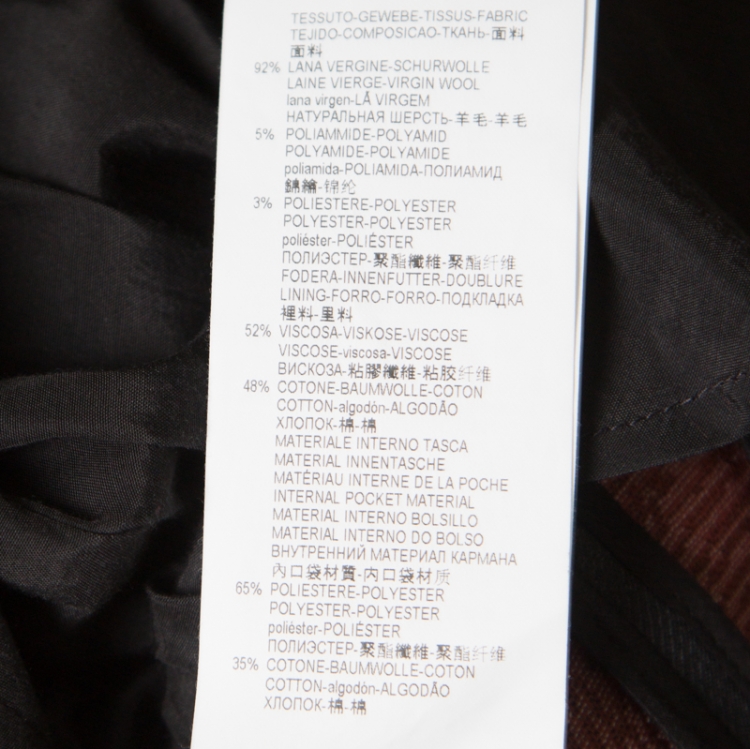 TESSUTO-GEWEBE-TISSUS-FABRIC
TEJIDO-COMPOSICAO-ТКАНЬ-面料
面料
92% LANA VERGINE-SCHURWOLLE
LAINE VIERGE-VIRGIN WOOL
lana virgen-LÃ VIRGEM
НАТУРАЛЬНАЯ ШЕРСТЬ-羊毛-羊毛
5% POLIAMMIDE-POLYAMID
POLYAMIDE-POLYAMIDE
poliamida-POLIAMIDA-ПОЛИАМИД
錦綸-锦纶
3% POLIESTERE-POLYESTER
POLYESTER-POLYESTER
poliéster-POLIÉSTER
ПОЛИЭСТЕР-聚酯纖維-聚酯纤维
FODERA-INNENFUTTER-DOUBLURE
LINING-FORRO-FORRO-ПОДКЛАДКА
裡料-里料
52% VISCOSA-VISKOSE-VISCOSE
VISCOSE-viscosa-VISCOSE
ВИСКОЗА-粘膠纖維-粘胶纤维
48% COTONE-BAUMWOLLE-COTON
COTTON-algodón-ALGODÃO
ХЛОПОК-棉-棉
MATERIALE INTERNO TASCA
MATERIAL INNENTASCHE
MATÉRIAU INTERNE DE LA POCHE
INTERNAL POCKET MATERIAL
MATERIAL INTERNO BOLSILLO
MATERIAL INTERNO DO BOLSO
ВНУТРЕННИЙ МАТЕРИАЛ КАРМАНА
內口袋材質-内口袋材质
65% POLIESTERE-POLYESTER
POLYESTER-POLYESTER
poliéster-POLIÉSTER
ПОЛИЭСТЕР-聚酯纖維-聚酯纤维
35% COTONE-BAUMWOLLE-COTON
COTTON-algodón-ALGODÃO
ХЛОПОК-棉-棉